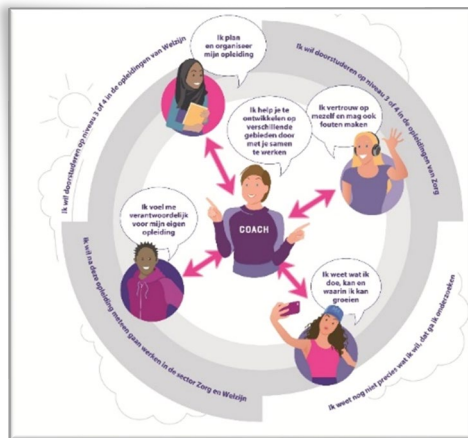 Ik plan
en organiseer
mijn opleiding
Ik wil doorstuderen op niveau 3 of 4 in de opleidingen van Welzijn
Ik wil doorstuderen op niveau 3 of 4 in de opleidingen van Zorg
Ik help je te
ontwikkelen op
verschillende
gebieden door
met je samen
te werken
Ik vertrouw op
mezelf en mag ook
fouten maken
Ik voel me
verantwoordelijk
voor mijn eigen
opleiding
COACH
Ik weet wat ik
doe, kan en
waarin ik kan
groeien
Ik wil na deze opleiding meteen gaan werken in de sector Zorg en Welzijn
Ik weet nog niet precies wat ik wil, dat ga ik onderzoeken